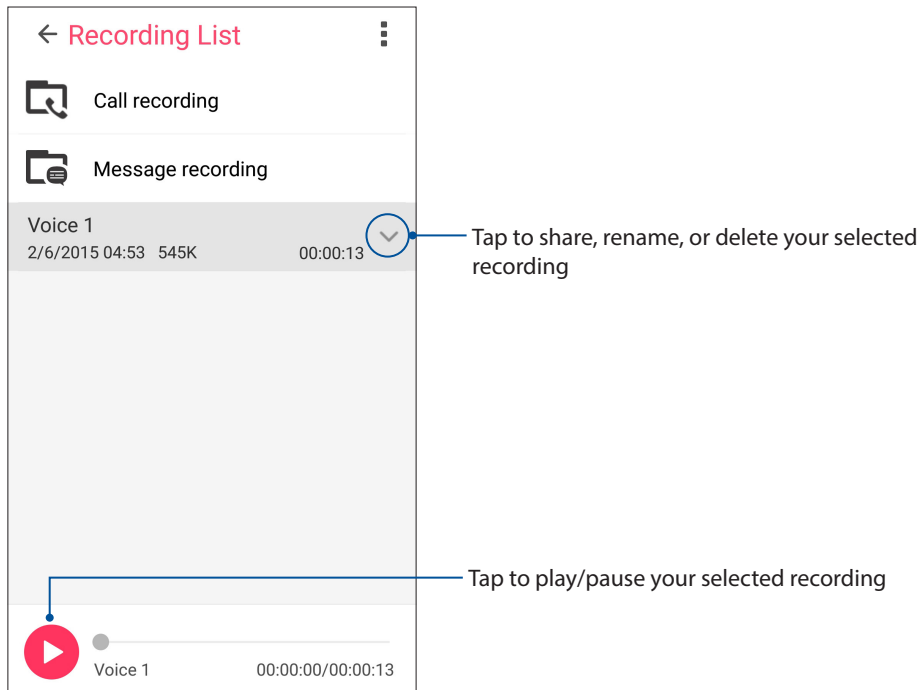 Recording List
Call recording
Message recording
Voice 1
2/6/2015 04:53 545K 00:00:13
Tap to share, rename, or delete your selected
recording
Tap to play/pause your selected recording
Voice 1 00:00:00/00:00:13